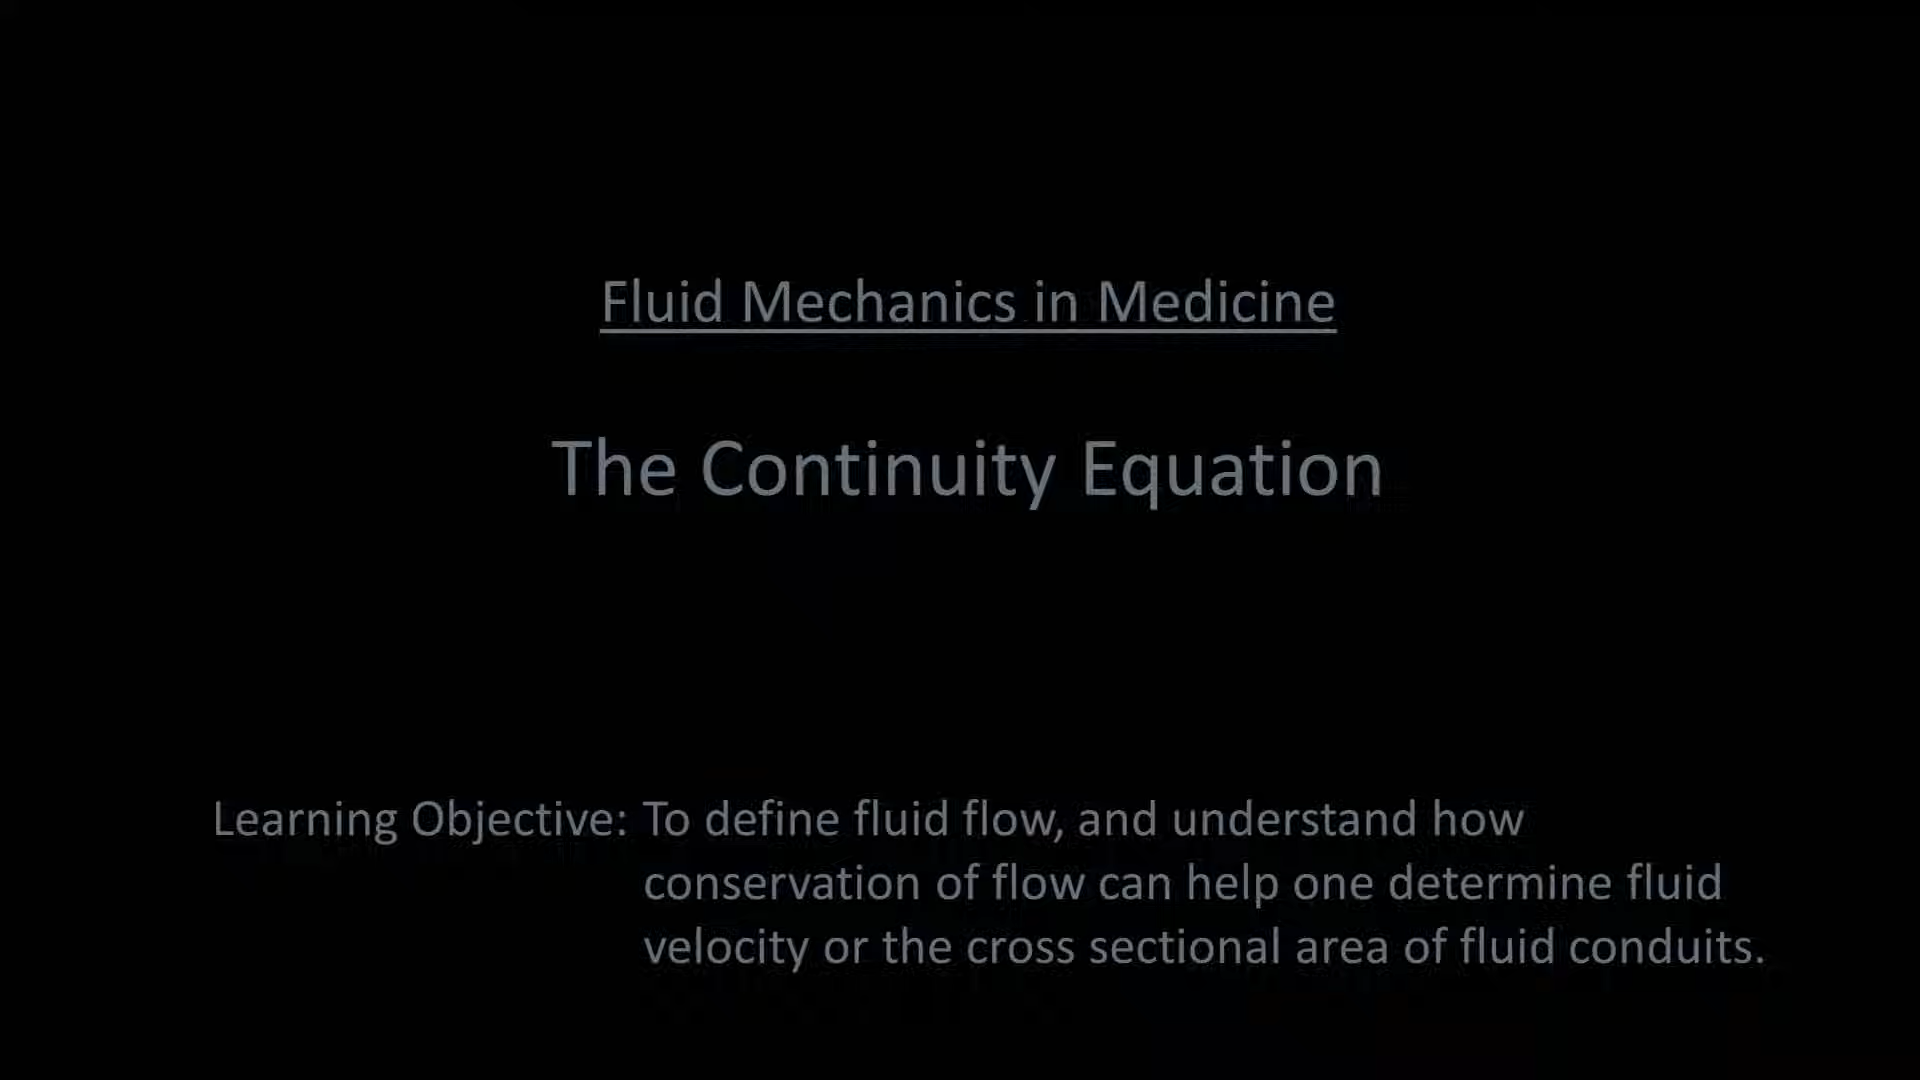 Fluid Mechanics in Medicine
The Continuity Equation
Learning Objective: To define fluid flow, and understand how
conservation of flow can help one determine fluid
velocity or the cross sectional area of fluid conduits.